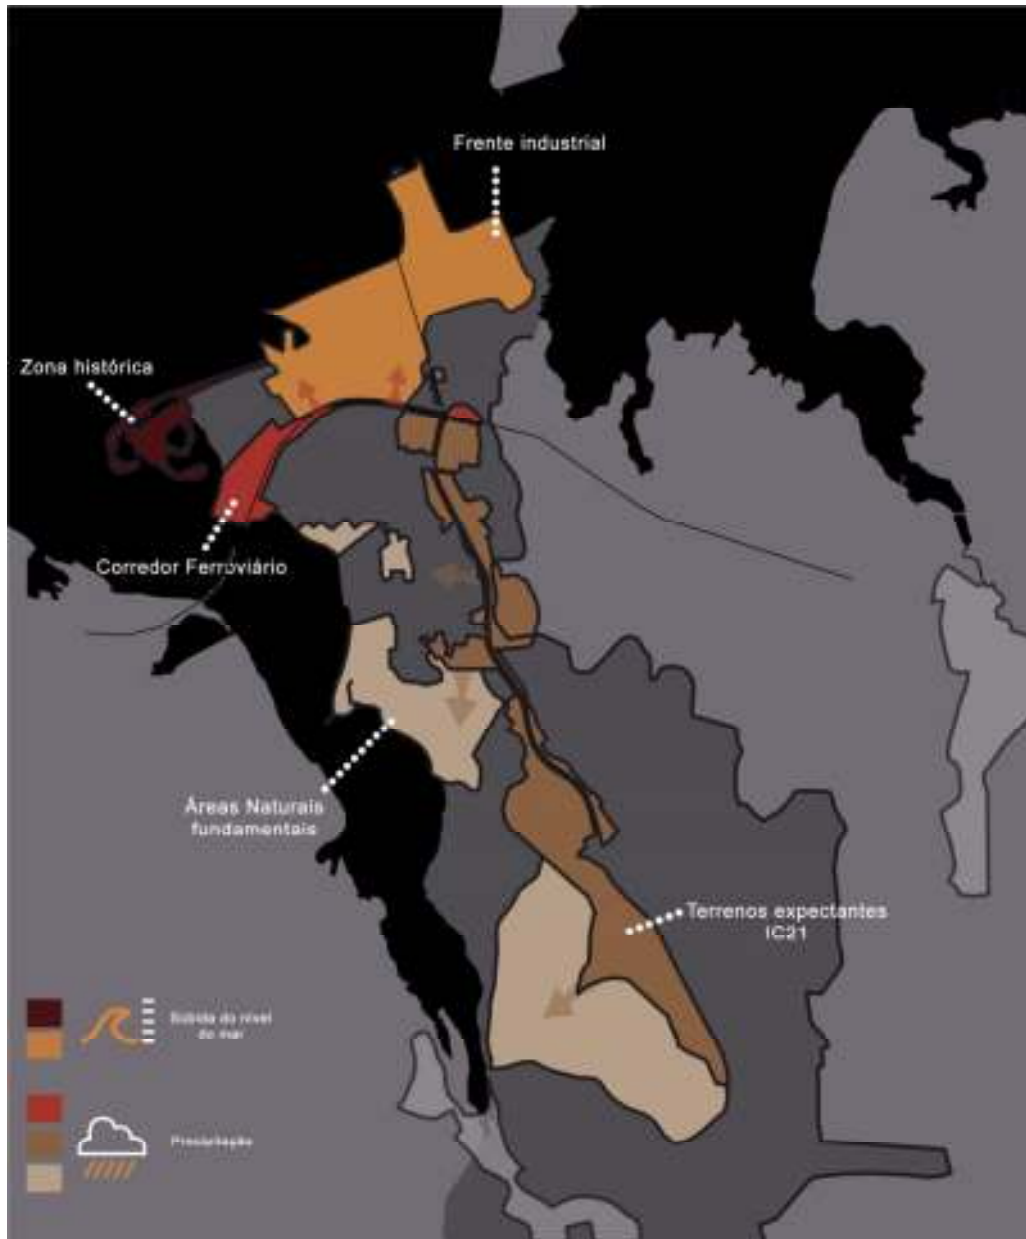 Frente industrial
Zona histórica
Corredor Ferroviário
Áreas Naturais
fundamentais
Terrenos expectantes
IC21
Subida do nível
do mar
Precipitação